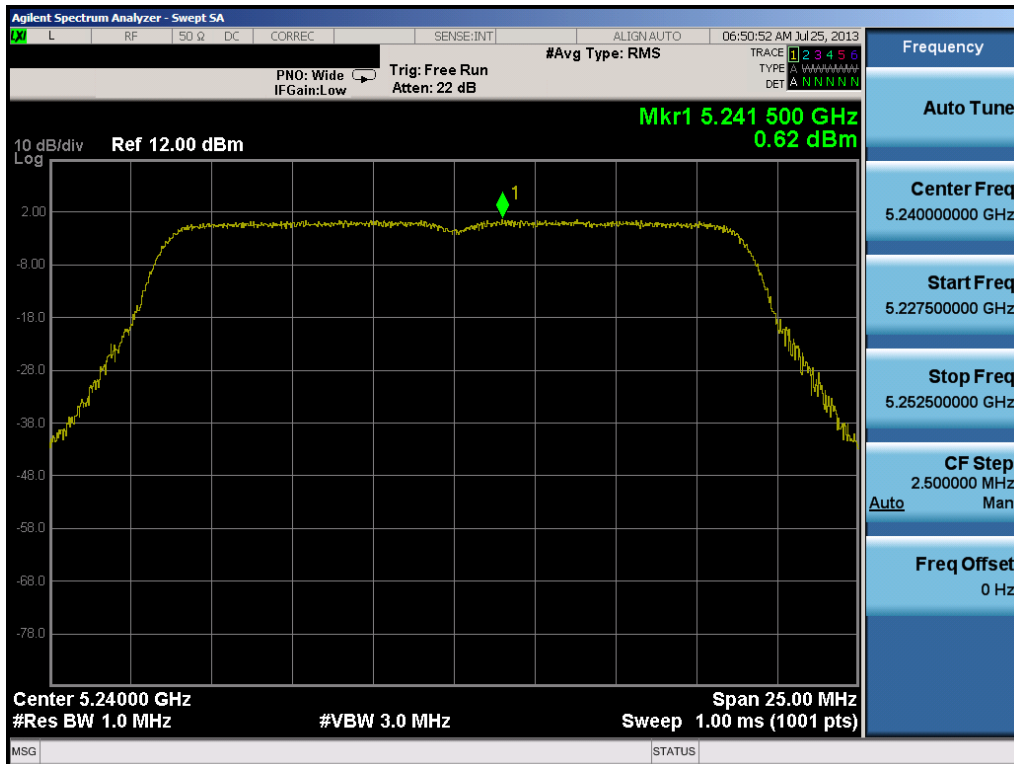 Agilent Spectrum Analyzer - Swept SA
LXI L RF 50 Ω DC CORREC SENSE:INT ALIGN AUTO 06:50:52 AM Jul 25, 2013
#Avg Type: RMS TRACE 1 2 3 4 5 6
PNO: Wide Trig: Free Run TYPE A WWWWW
IFGain:Low Atten: 22 dB DET A N N N N N
Mkr1 5.241 500 GHz
0.62 dBm
10 dB/div Ref 12.00 dBm
Log
1
2.00
-8.00
-18.0
-28.0
-38.0
-48.0
-58.0
-68.0
-78.0
Center 5.24000 GHz Span 25.00 MHz
#Res BW 1.0 MHz #VBW 3.0 MHz Sweep 1.00 ms (1001 pts)
MSG STATUS
Frequency
Auto Tune
Center Freq
5.240000000 GHz
Start Freq
5.227500000 GHz
Stop Freq
5.252500000 GHz
CF Step
2.500000 MHz
Auto Man
Freq Offset
0 Hz